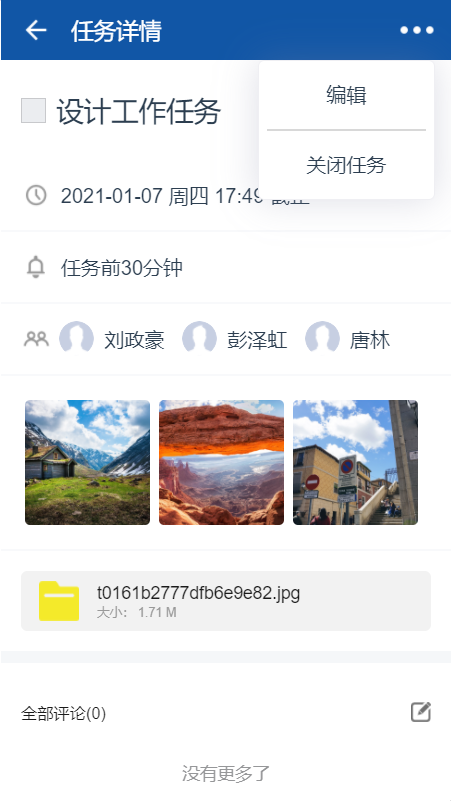 任务详情
编辑
关闭任务
设计工作任务
2021-01-07 周四 17:49 截止
任务前30分钟
刘政豪 彭泽虹 唐林
t0161b2777dfb6e9e82.jpg
大小: 1.71 M
全部评论(0)
没有更多了